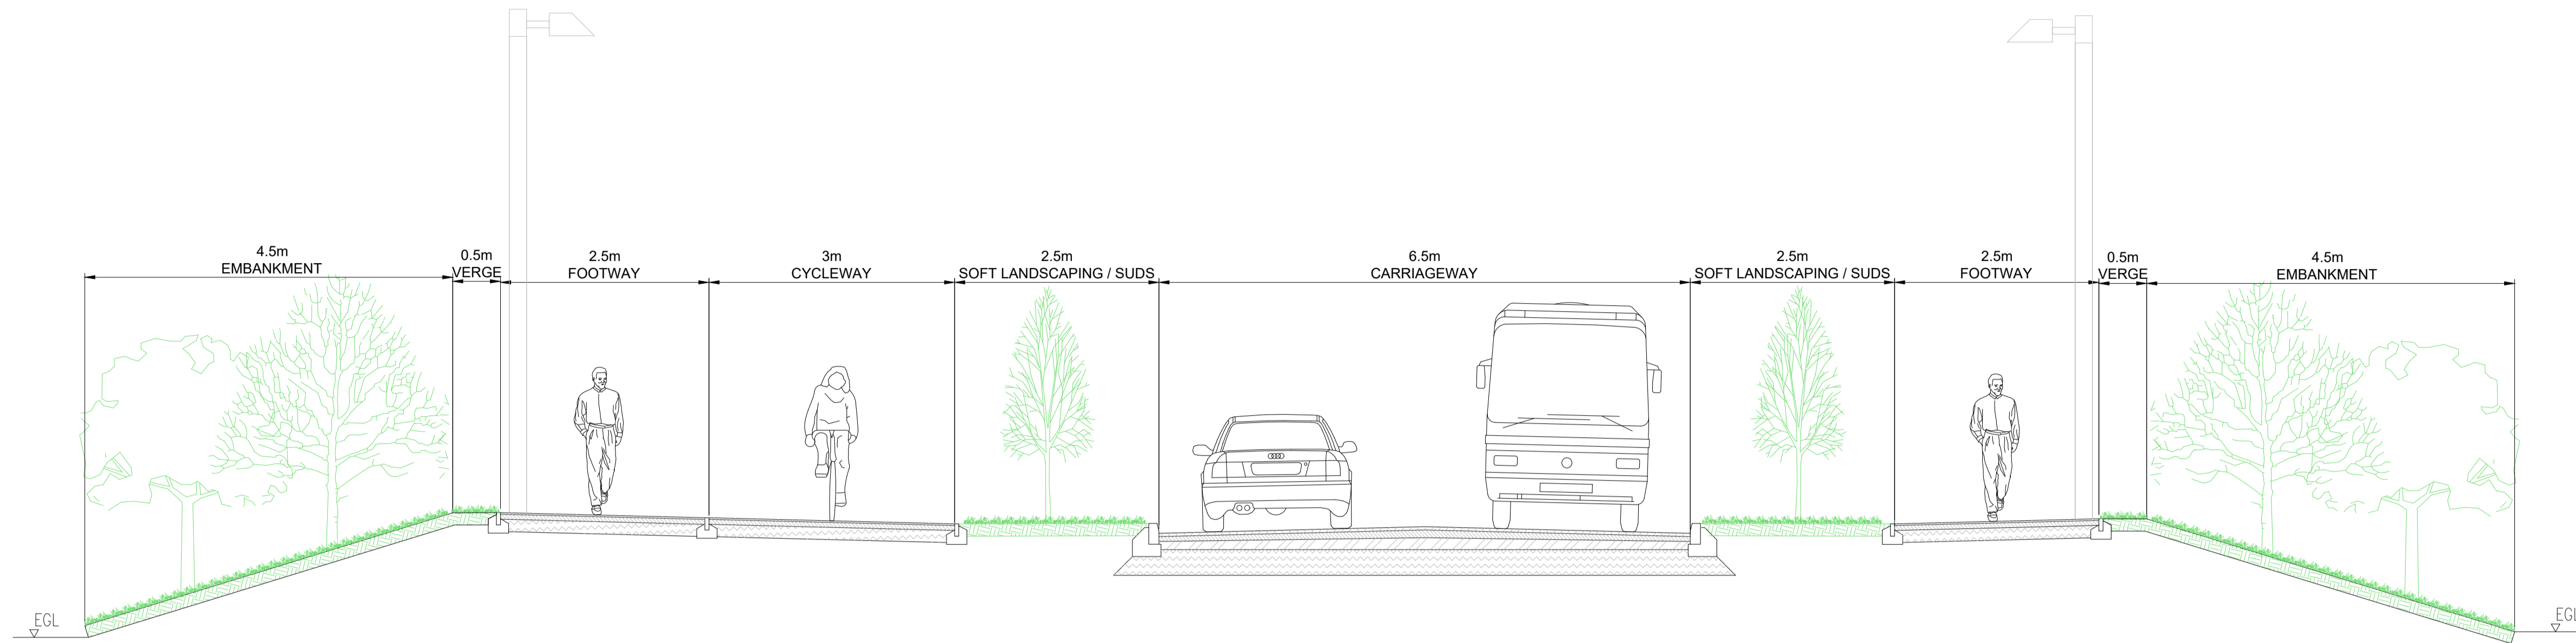 4.5m
EMBANKMENT
0.5m
VERGE
2.5m
FOOTWAY
3m
CYCLEWAY
2.5m
SOFT LANDSCAPING / SUDS
6.5m
CARRIAGEWAY
2.5m
SOFT LANDSCAPING / SUDS
2.5m
FOOTWAY
0.5m
VERGE
4.5m
EMBANKMENT
EGL
EGL